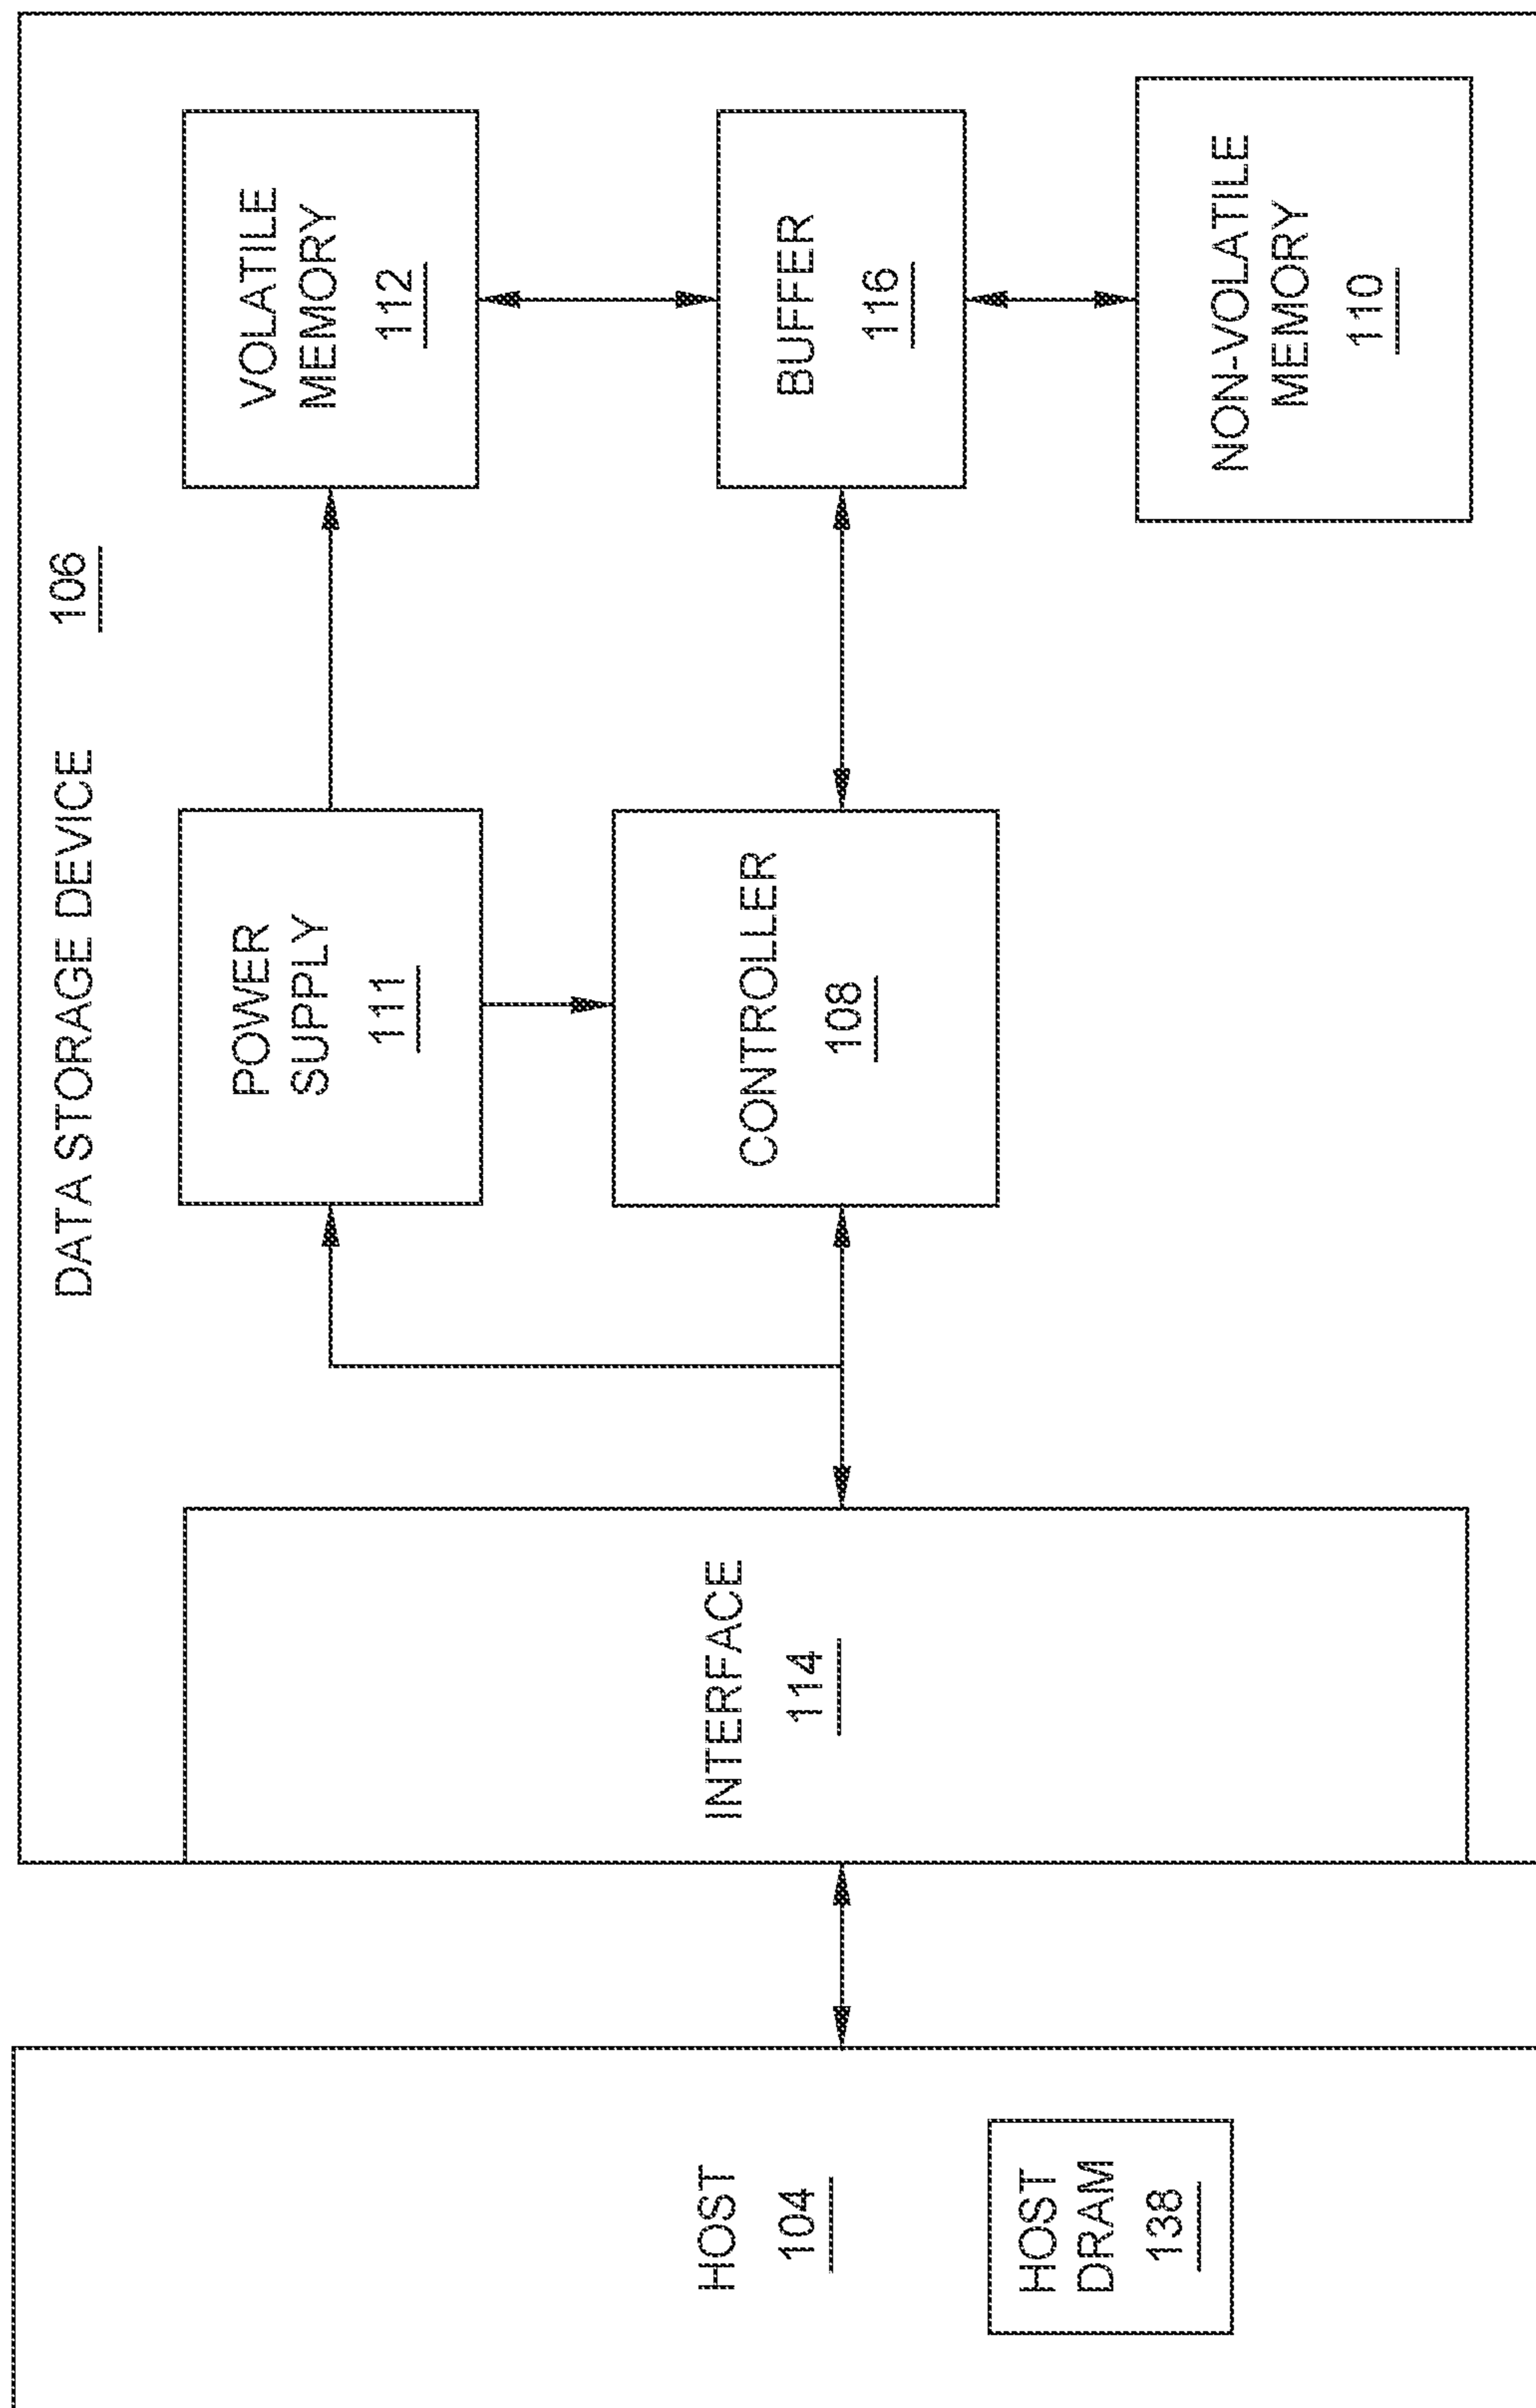 DATA STORAGE DEVICE 106
HOST
104
HOST
DRAM
138
INTERFACE
114
POWER
SUPPLY
111
CONTROLLER
108
VOLATILE
MEMORY
112
BUFFER
116
NON-VOLATILE
MEMORY
110